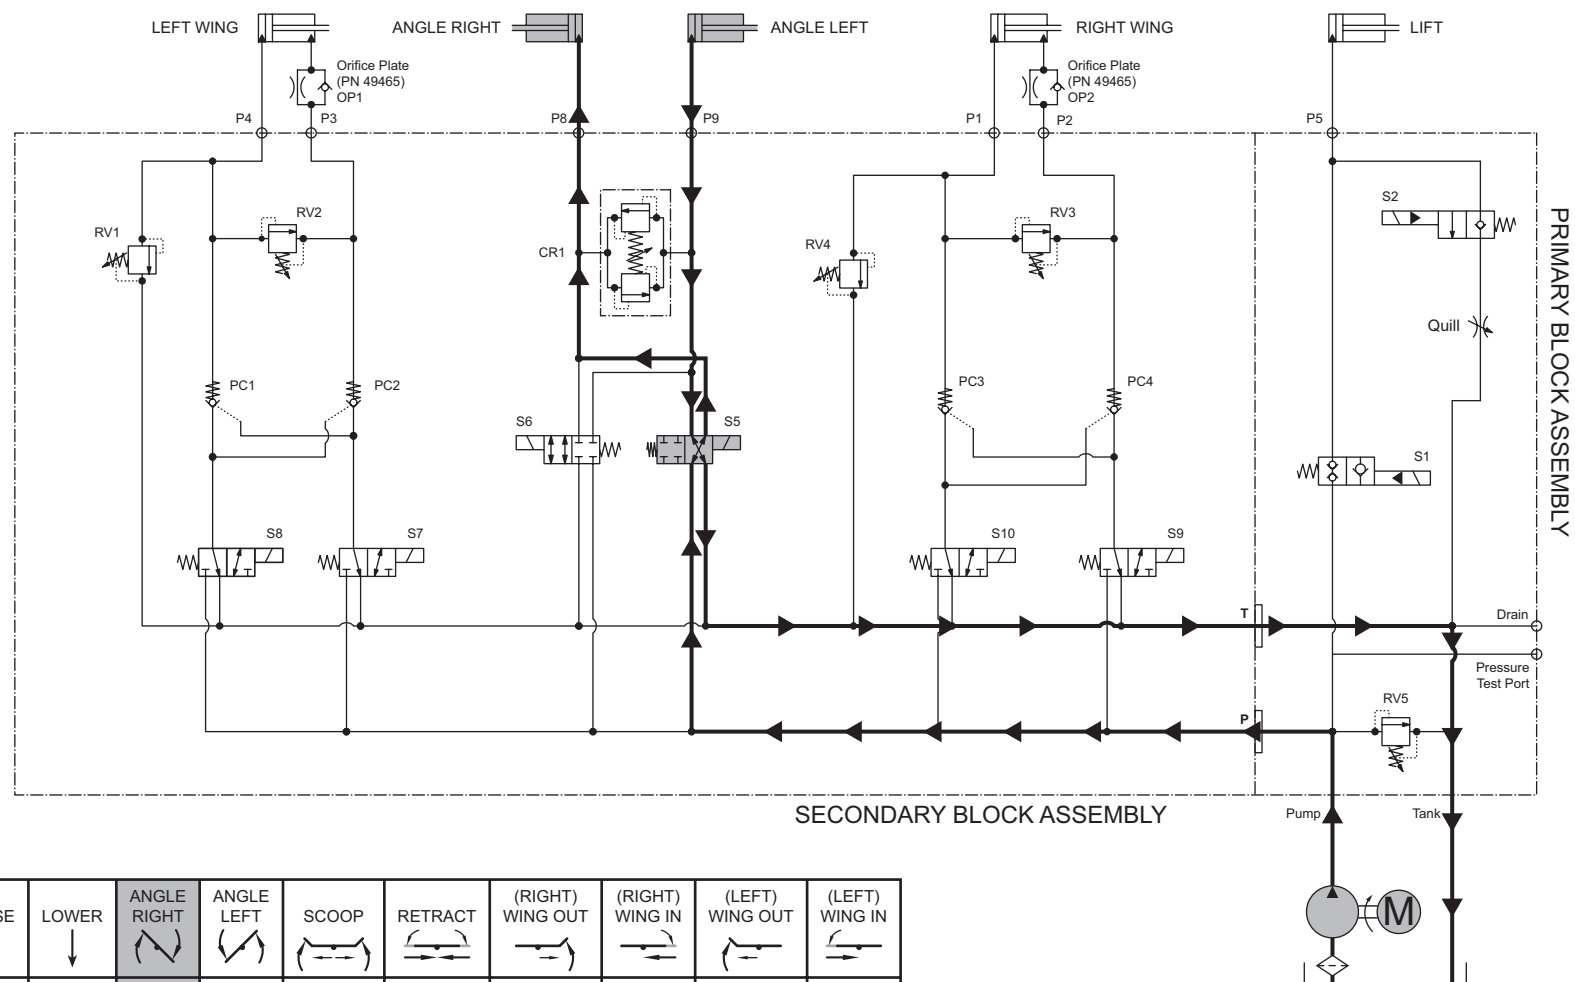 LEFT WING
ANGLE RIGHT
ANGLE LEFT
RIGHT WING
LIFT
Orifice Plate
(PN 49465)
OP1
Orifice Plate
(PN 49465)
OP2
P4
P3
P8
P9
P1
P2
P5
S2
RV1
RV2
CR1
RV4
RV3
Quill
PC1
PC2
PC3
PC4
S6
S5
S1
S8
S7
S10
S9
PRIMARY BLOCK ASSEMBLY
T
Drain
Pressure
Test Port
RV5
P
SECONDARY BLOCK ASSEMBLY
Pump
Tank
M
SE
LOWER
ANGLE
RIGHT
ANGLE
LEFT
SCOOP
RETRACT
(RIGHT)
WING OUT
(RIGHT)
WING IN
(LEFT)
WING OUT
(LEFT)
WING IN